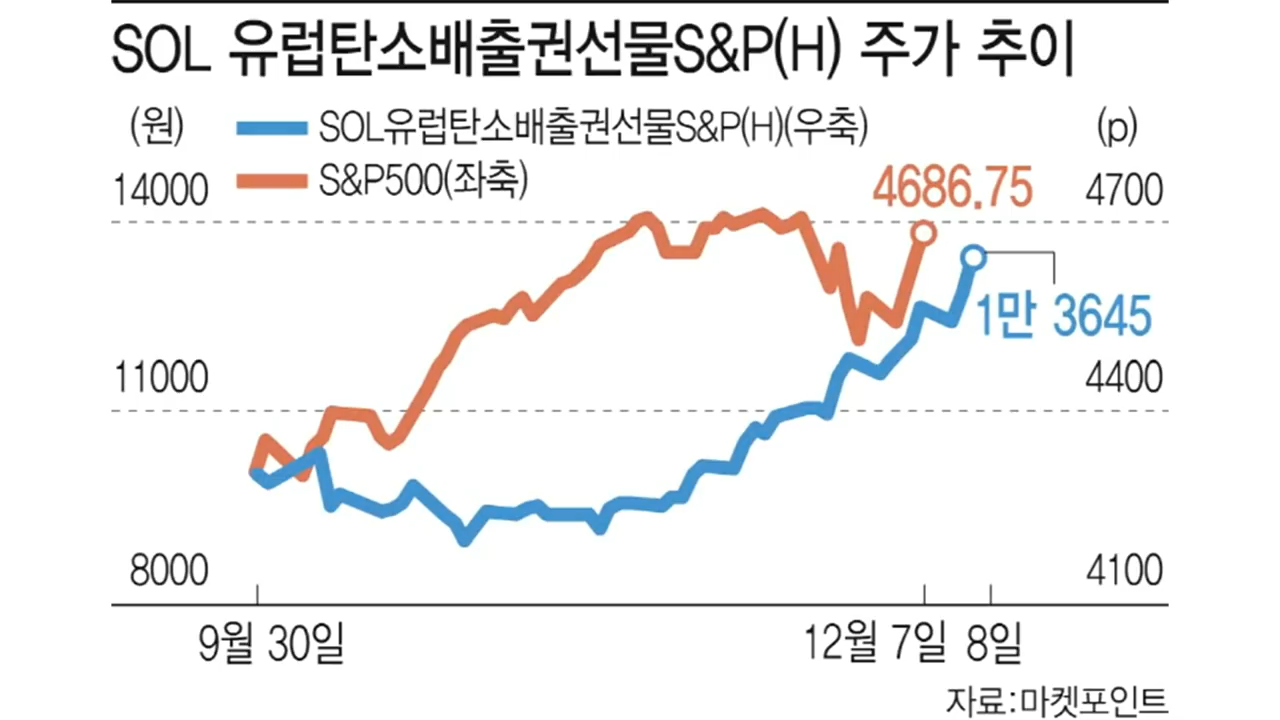 SOL 유럽탄소배출권선물S&P(H) 주가 추이
(원) SOL유럽탄소배출권선물S&P(H)(우축) (p)
S&P500(좌축)
14000 4686.75 4700
1만 3645
11000 4400
8000 4100
9월 30일 12월 7일 8일
자료:마켓포인트